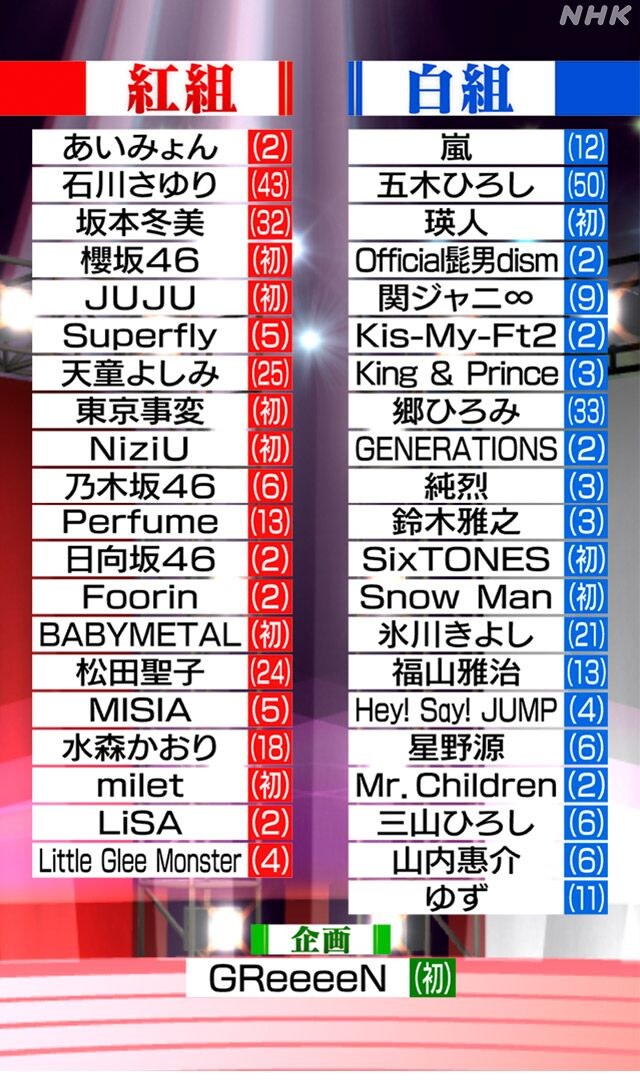 NHK
紅組
あいみょん (2)
石川さゆり (43)
坂本冬美 (32)
櫻坂46 (初)
JUJU (初)
Superfly (5)
天童よしみ (25)
東京事変 (初)
NiziU (初)
乃木坂46 (6)
Perfume (13)
日向坂46 (2)
Foorin (2)
BABYMETAL (初)
松田聖子 (24)
MISIA (5)
水森かおり (18)
milet (初)
LiSA (2)
Little Glee Monster (4)
白組
嵐 (12)
五木ひろし (50)
瑛人 (初)
Official髭男dism (2)
関ジャニ∞ (9)
Kis-My-Ft2 (2)
King & Prince (3)
郷ひろみ (33)
GENERATIONS (2)
純烈 (3)
鈴木雅之 (3)
SixTONES (初)
Snow Man (初)
氷川きよし (21)
福山雅治 (13)
Hey! Say! JUMP (4)
星野源 (6)
Mr.Children (2)
三山ひろし (6)
山内惠介 (6)
ゆず (11)
企画
GReeeeN (初)